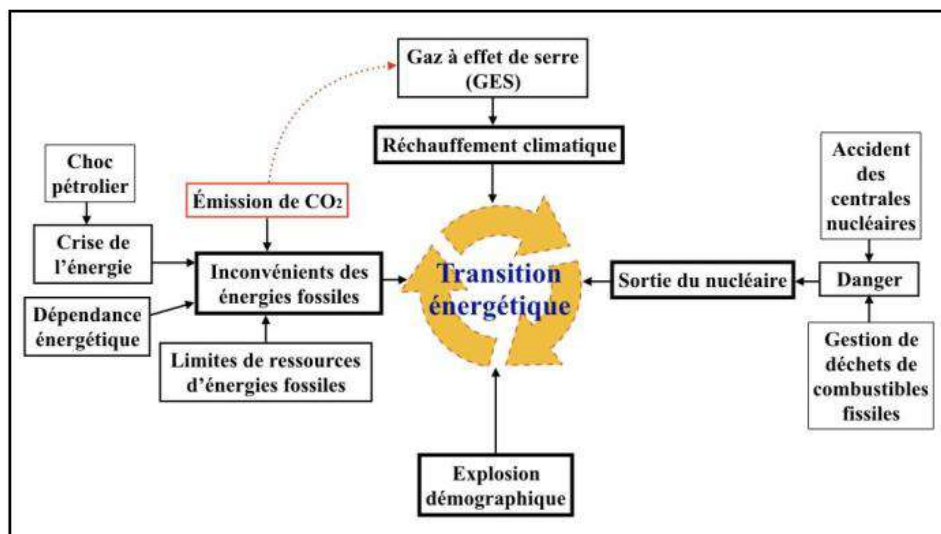 Gaz à effet de serre
(GES)
Réchauffement climatique
Choc
pétrolier
Émission de CO₂
Crise de
l'énergie
Inconvénients des
énergies fossiles
Dépendance
énergétique
Limites de ressources
d'énergies fossiles
Transition
énergétique
Accident
des
centrales
nucléaires
Sortie du nucléaire
Danger
Gestion de
déchets de
combustibles
fissiles
Explosion
démographique